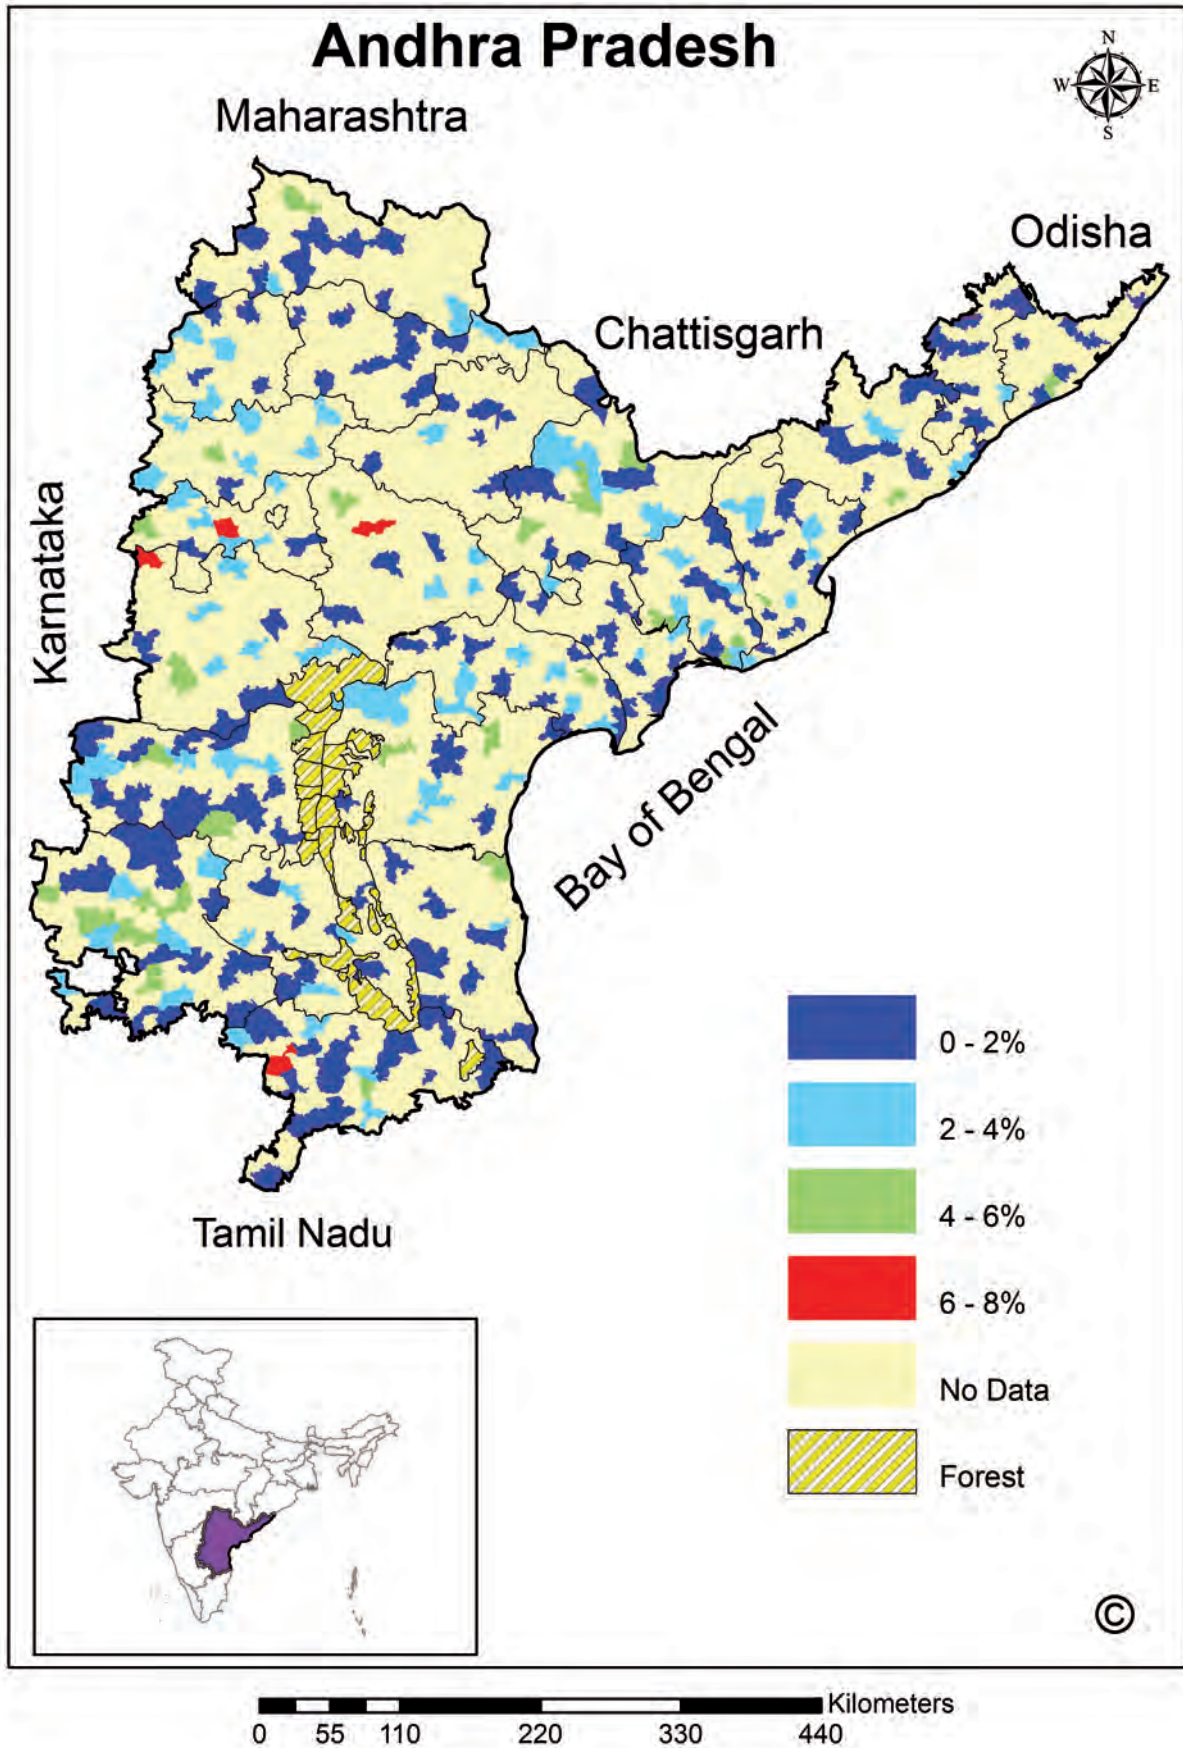 Andhra Pradesh
N
W
E
S
Maharashtra
Odisha
Chattisgarh
Karnataka
Bay of Bengal
Tamil Nadu
0 - 2%
2 - 4%
4 - 6%
6 - 8%
No Data
Forest
©
Kilometers
0 55 110 220 330 440